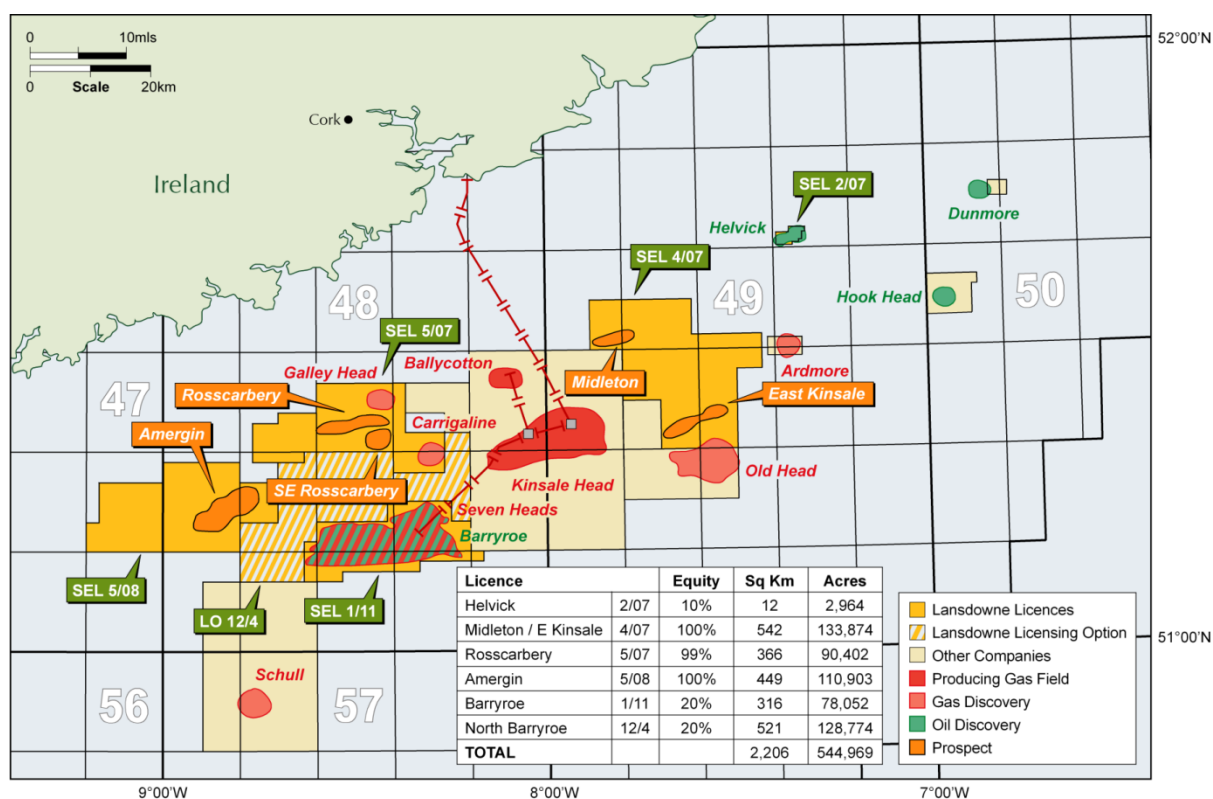 0 10mls
0 Scale 20km
52°00'N
Cork
Ireland
SEL 2/07
Dunmore
Helvick
SEL 4/07
48
49
Hook Head
50
SEL 5/07
Ballycotton
Galley Head
Ardmore
47
Rosscarbery
Midleton
East Kinsale
Carrigaline
Amergin
Old Head
SE Rosscarbery
Kinsale Head
Seven Heads
Barryroe
SEL 5/08
LO 12/4
SEL 1/11
Licence Equity Sq Km Acres
Helvick 2/07 10% 12 2,964
Midleton / E Kinsale 4/07 100% 542 133,874
Rosscarbery 5/07 99% 366 90,402
Amergin 5/08 100% 449 110,903
Barryroe 1/11 20% 316 78,052
North Barryroe 12/4 20% 521 128,774
TOTAL 2,206 544,969
Lansdowne Licences
Lansdowne Licensing Option
Other Companies
Producing Gas Field
Gas Discovery
Oil Discovery
Prospect
51°00'N
Schull
56
57
9°00'W
8°00'W
7°00'W